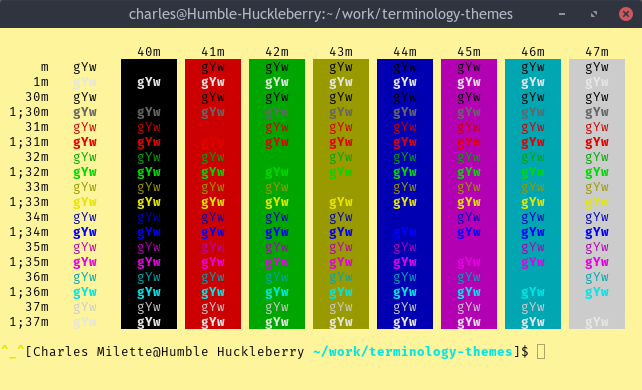 charles@Humble-Huckleberry:~/work/terminology-themes
40m 41m 42m 43m 44m 45m 46m 47m
m gYw gYw gYw gYw gYw gYw gYw gYw
1m gYw gYw gYw gYw gYw gYw gYw gYw gYw
30m gYw gYw gYw gYw gYw gYw gYw gYw
1;30m gYw gYw gYw gYw gYw gYw gYw gYw gYw
31m gYw gYw gYw gYw gYw gYw gYw gYw
1;31m gYw gYw gYw gYw gYw gYw gYw gYw gYw
32m gYw gYw gYw gYw gYw gYw gYw gYw
1;32m gYw gYw gYw gYw gYw gYw gYw gYw gYw
33m gYw gYw gYw gYw gYw gYw gYw gYw
1;33m gYw gYw gYw gYw gYw gYw gYw gYw gYw
34m gYw gYw gYw gYw gYw gYw gYw gYw
1;34m gYw gYw gYw gYw gYw gYw gYw gYw gYw
35m gYw gYw gYw gYw gYw gYw gYw gYw
1;35m gYw gYw gYw gYw gYw gYw gYw gYw gYw
36m gYw gYw gYw gYw gYw gYw gYw gYw
1;36m gYw gYw gYw gYw gYw gYw gYw gYw gYw
37m gYw gYw gYw gYw gYw gYw gYw gYw
1;37m gYw gYw gYw gYw gYw gYw gYw gYw gYw
^_^[Charles Milette@Humble Huckleberry ~/work/terminology-themes]$